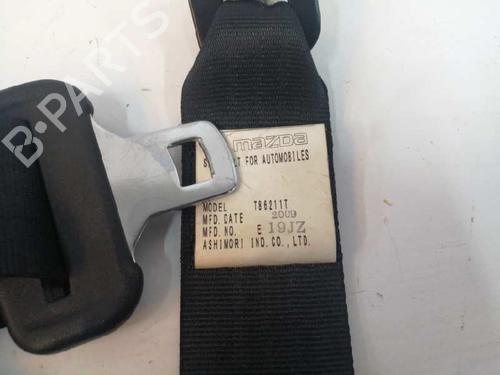 B-PARTS
mazda
FOR AUTOMOBILES
MODEL T86211T
MFD. DATE 2009
MFD. NO. E 19JZ
ASHIMORI IND. CO., LTD.